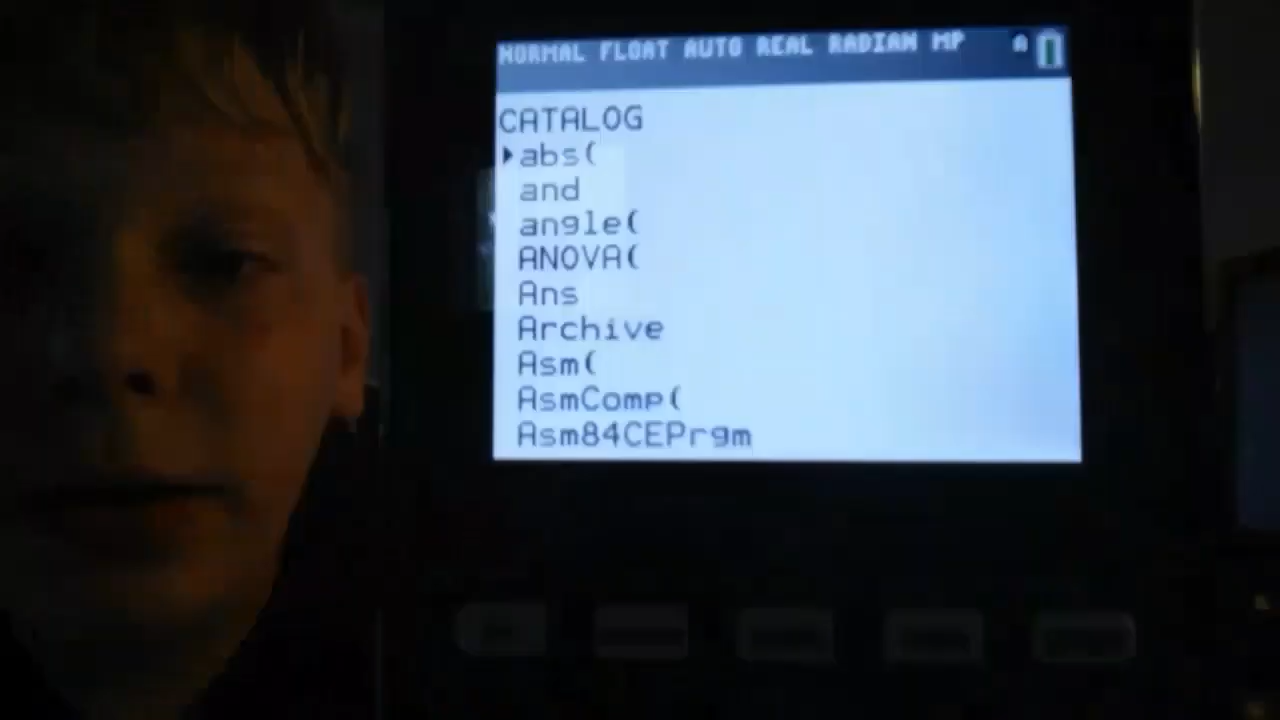 NORMAL FLOAT AUTO REAL RADIAN MP
CATALOG
abs(
and
angle(
ANOVA(
Ans
Archive
Asm(
AsmComp(
Asm84CEPrgm